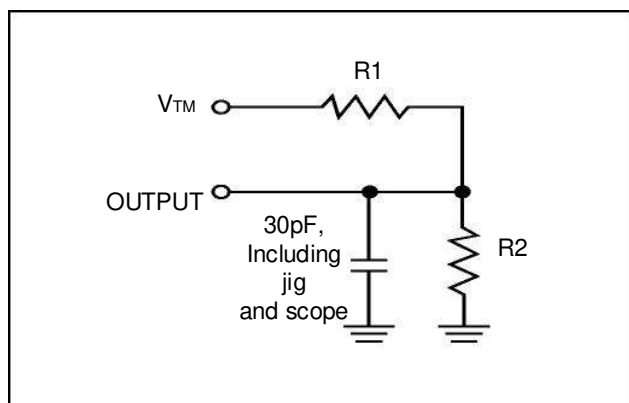 R1
VTM
OUTPUT
30pF,
Including
jig
and scope
R2